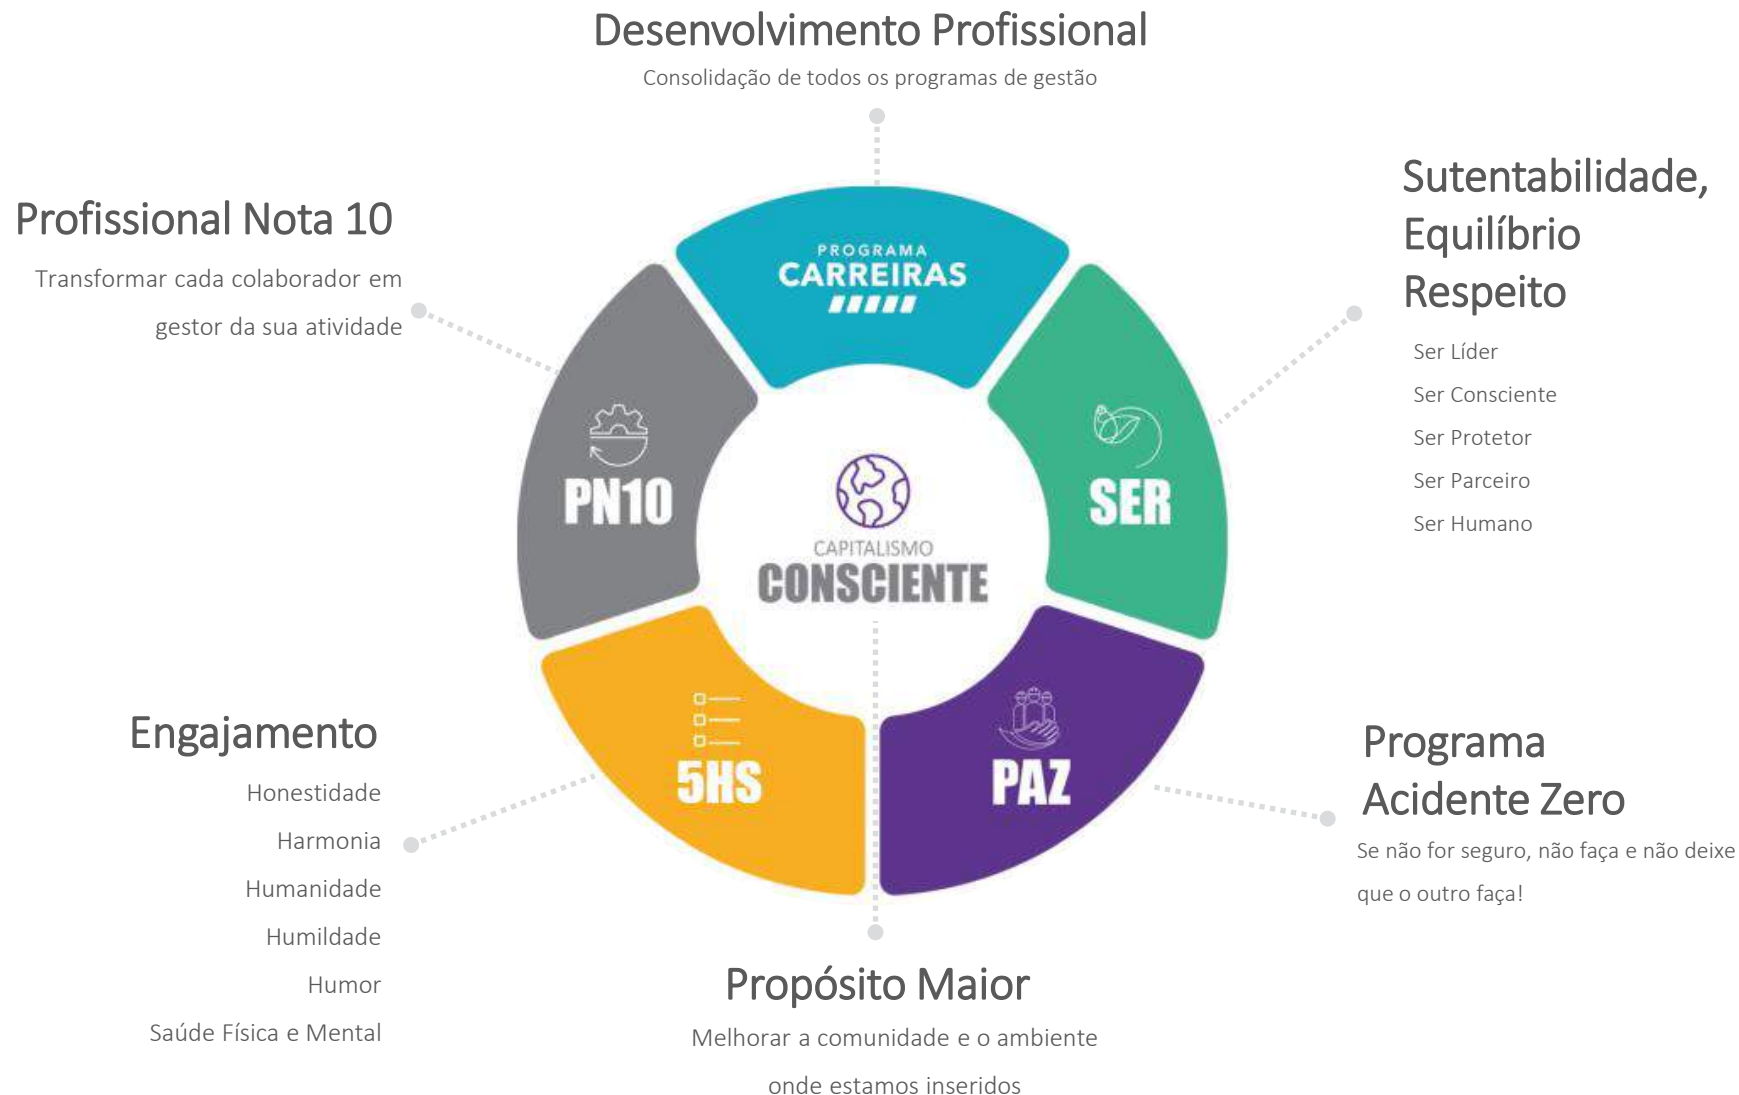 Desenvolvimento Profissional
Consolidação de todos os programas de gestão
Profissional Nota 10
Transformar cada colaborador em
gestor da sua atividade
PROGRAMA
CARREIRAS
Sutentabilidade,
Equilíbrio
Respeito
Ser Líder
Ser Consciente
Ser Protetor
Ser Parceiro
Ser Humano
PN10
SER
CAPITALISMO
CONSCIENTE
5HS
PAZ
Engajamento
Honestidade
Harmonia
Humanidade
Humildade
Humor
Saúde Física e Mental
Programa
Acidente Zero
Se não for seguro, não faça e não deixe
que o outro faça!
Propósito Maior
Melhorar a comunidade e o ambiente
onde estamos inseridos